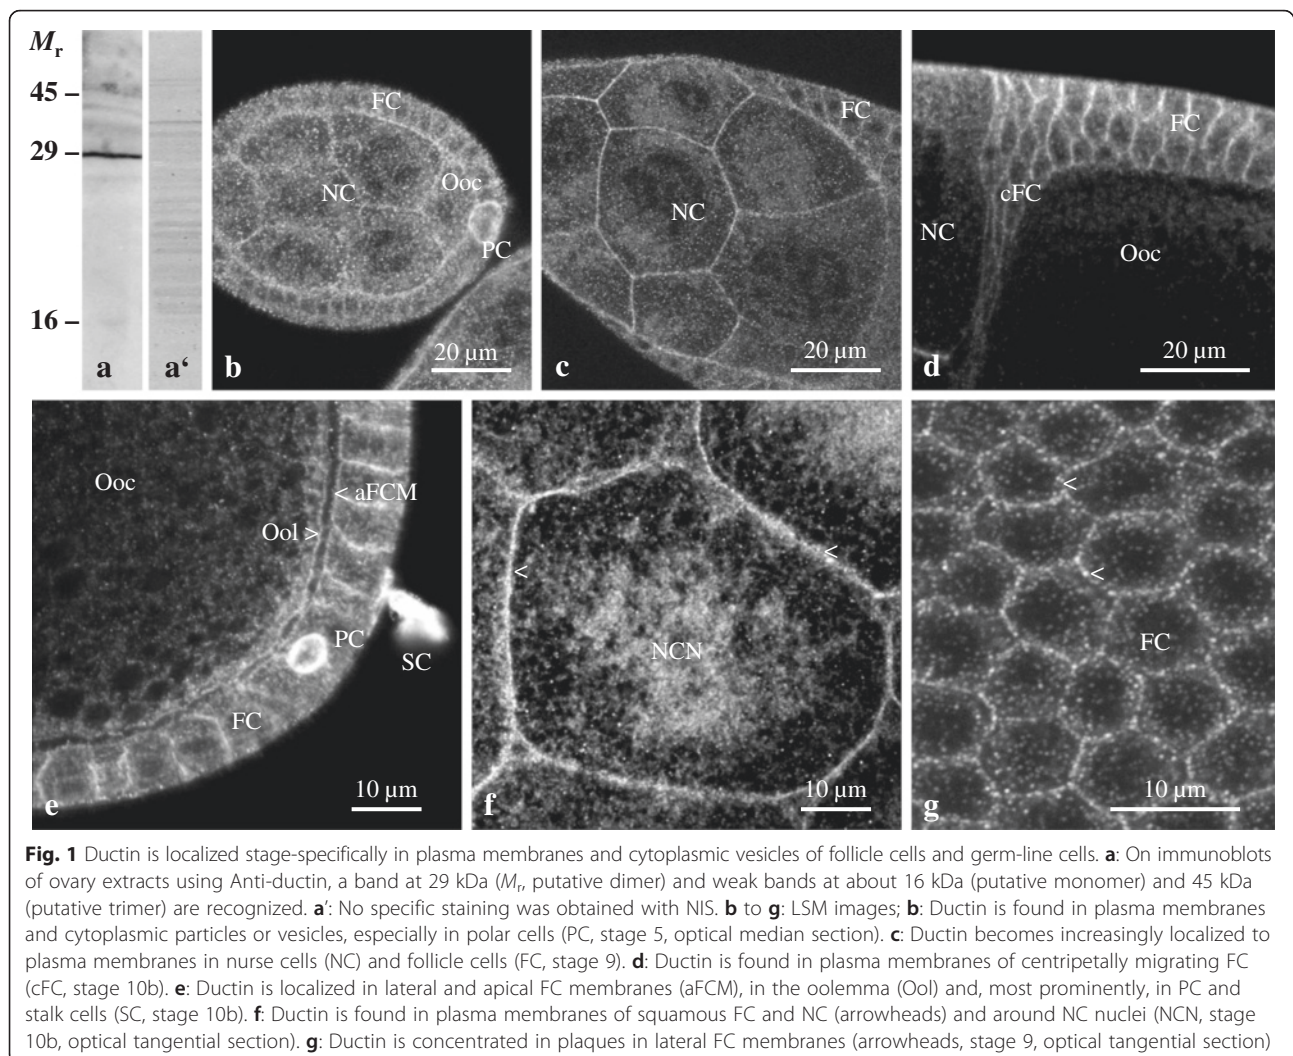 Mr
45
29
16
a
a‘
FC
NC
Ooc
PC
20 µm
b
FC
NC
20 µm
c
FC
cFC
NC
Ooc
20 µm
d
Ooc
< aFCM
Ool >
PC
SC
FC
10 µm
e
<
<
NCN
10 µm
f
<
<
FC
10 µm
g
Fig. 1 Ductin is localized stage-specifically in plasma membranes and cytoplasmic vesicles of follicle cells and germ-line cells. a: On immunoblots
of ovary extracts using Anti-ductin, a band at 29 kDa (Mr, putative dimer) and weak bands at about 16 kDa (putative monomer) and 45 kDa
(putative trimer) are recognized. a′: No specific staining was obtained with NIS. b to g: LSM images; b: Ductin is found in plasma membranes
and cytoplasmic particles or vesicles, especially in polar cells (PC, stage 5, optical median section). c: Ductin becomes increasingly localized to
plasma membranes in nurse cells (NC) and follicle cells (FC, stage 9). d: Ductin is found in plasma membranes of centripetally migrating FC
(cFC, stage 10b). e: Ductin is localized in lateral and apical FC membranes (aFCM), in the oolemma (Ool) and, most prominently, in PC and
stalk cells (SC, stage 10b). f: Ductin is found in plasma membranes of squamous FC and NC (arrowheads) and around NC nuclei (NCN, stage
10b, optical tangential section). g: Ductin is concentrated in plaques in lateral FC membranes (arrowheads, stage 9, optical tangential section)